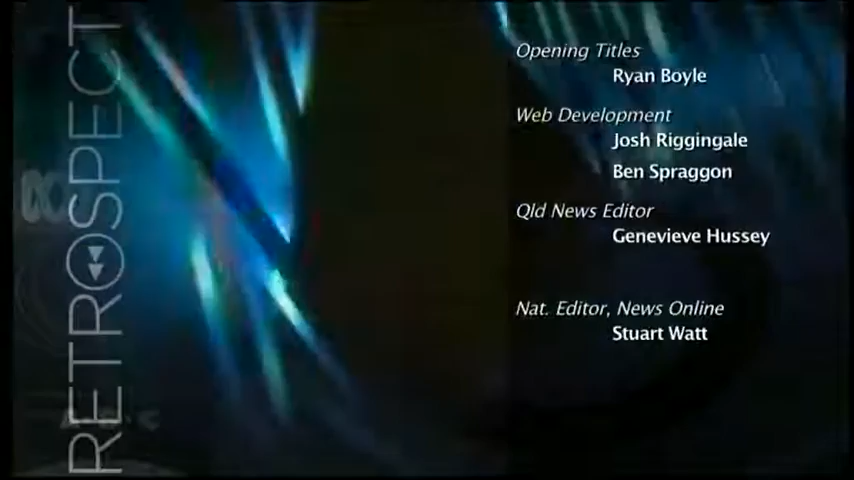 RETROSPECT
Opening Titles
Ryan Boyle
Web Development
Josh Riggingale
Ben Spraggon
Qld News Editor
Genevieve Hussey
Nat. Editor, News Online
Stuart Watt